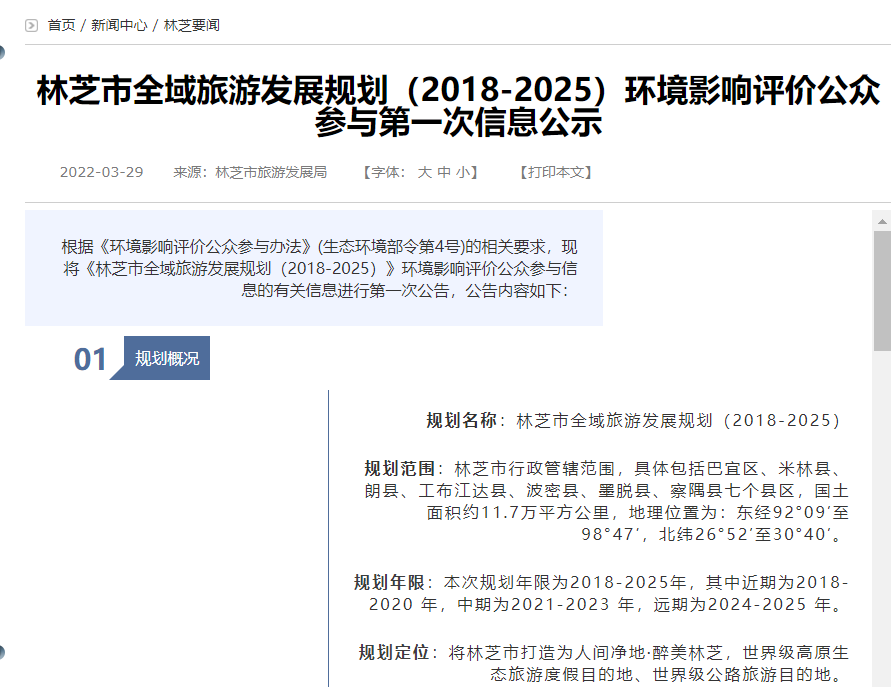 首页 / 新闻中心 / 林芝要闻
林芝市全域旅游发展规划（2018-2025）环境影响评价公众
参与第一次信息公示
2022-03-29 来源：林芝市旅游发展局 【字体： 大 中 小】 【打印本文】
根据《环境影响评价公众参与办法》(生态环境部令第4号)的相关要求，现
将《林芝市全域旅游发展规划（2018-2025）》环境影响评价公众参与信
息的有关信息进行第一次公告，公告内容如下：
01 规划概况
规划名称：林芝市全域旅游发展规划（2018-2025）
规划范围：林芝市行政管辖范围，具体包括巴宜区、米林县、
朗县、工布江达县、波密县、墨脱县、察隅县七个县区，国土
面积约11.7万平方公里，地理位置为：东经92°09′至
98°47′，北纬26°52′至30°40′。
规划年限：本次规划年限为2018-2025年，其中近期为2018-
2020 年，中期为2021-2023 年，远期为2024-2025 年。
规划定位：将林芝市打造为人间净地·醉美林芝，世界级高原生
态旅游度假目的地、世界级公路旅游目的地。